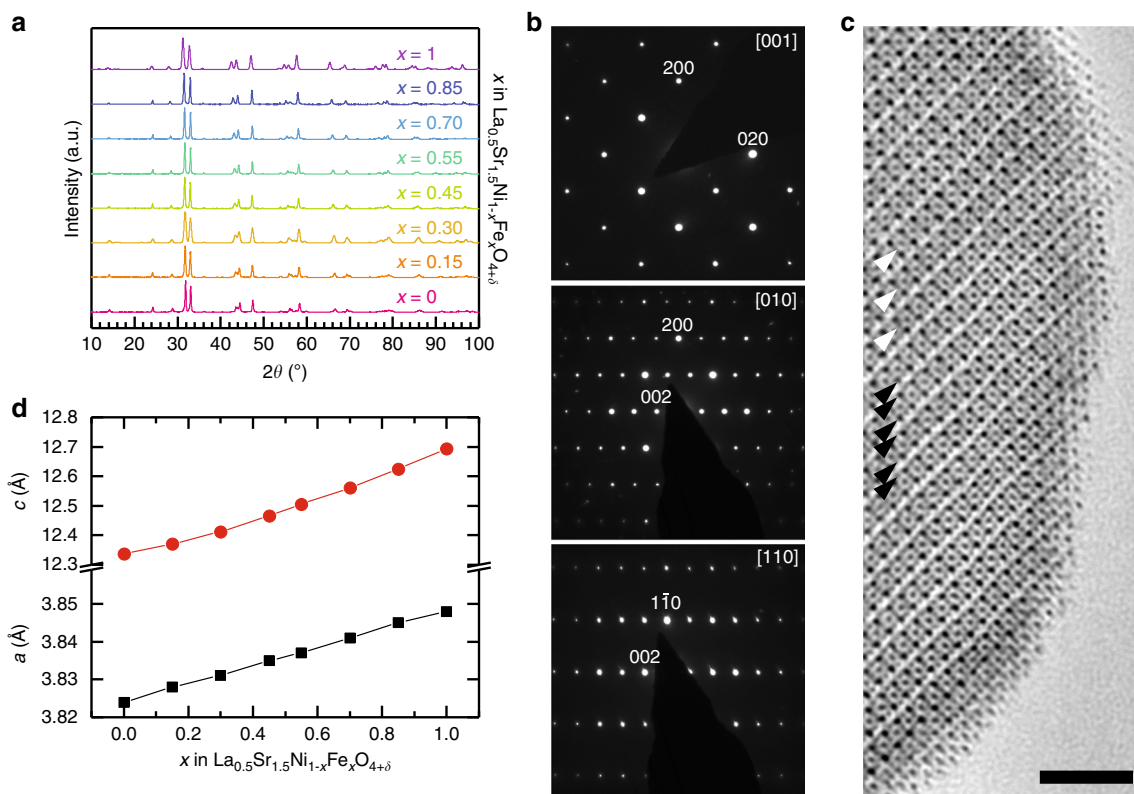 a
x = 1
x = 0.85
x = 0.70
x = 0.55
x = 0.45
x = 0.30
x = 0.15
x = 0
Intensity (a.u.)
x in La0.5Sr1.5Ni1-xFexO4+δ
10 20 30 40 50 60 70 80 90 100
2θ (°)
b
[001]
200
020
[010]
200
002
[110]
11̄0
002
c
d
12.8
12.7
12.6
12.5
12.4
12.3
c (Å)
3.85
3.84
3.83
3.82
a (Å)
0.0 0.2 0.4 0.6 0.8 1.0
x in La0.5Sr1.5Ni1-xFexO4+δ